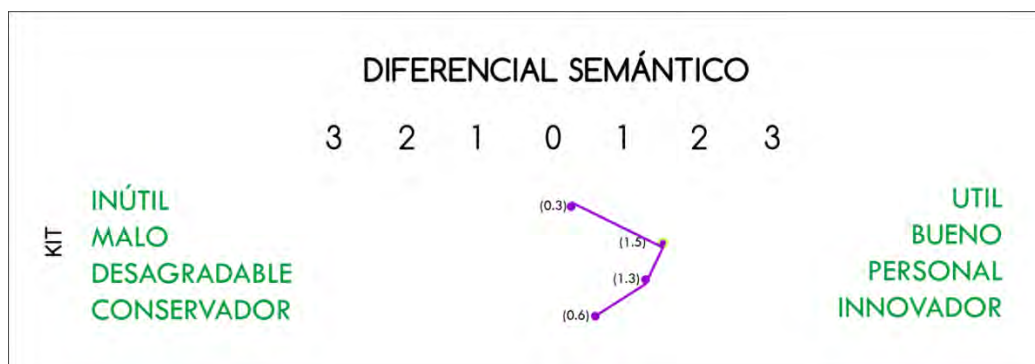 DIFERENCIAL SEMÁNTICO
3 2 1 0 1 2 3
KIT
INÚTIL (0.3) UTIL
MALO (1.5) BUENO
DESAGRADABLE (1.3) PERSONAL
CONSERVADOR (0.6) INNOVADOR